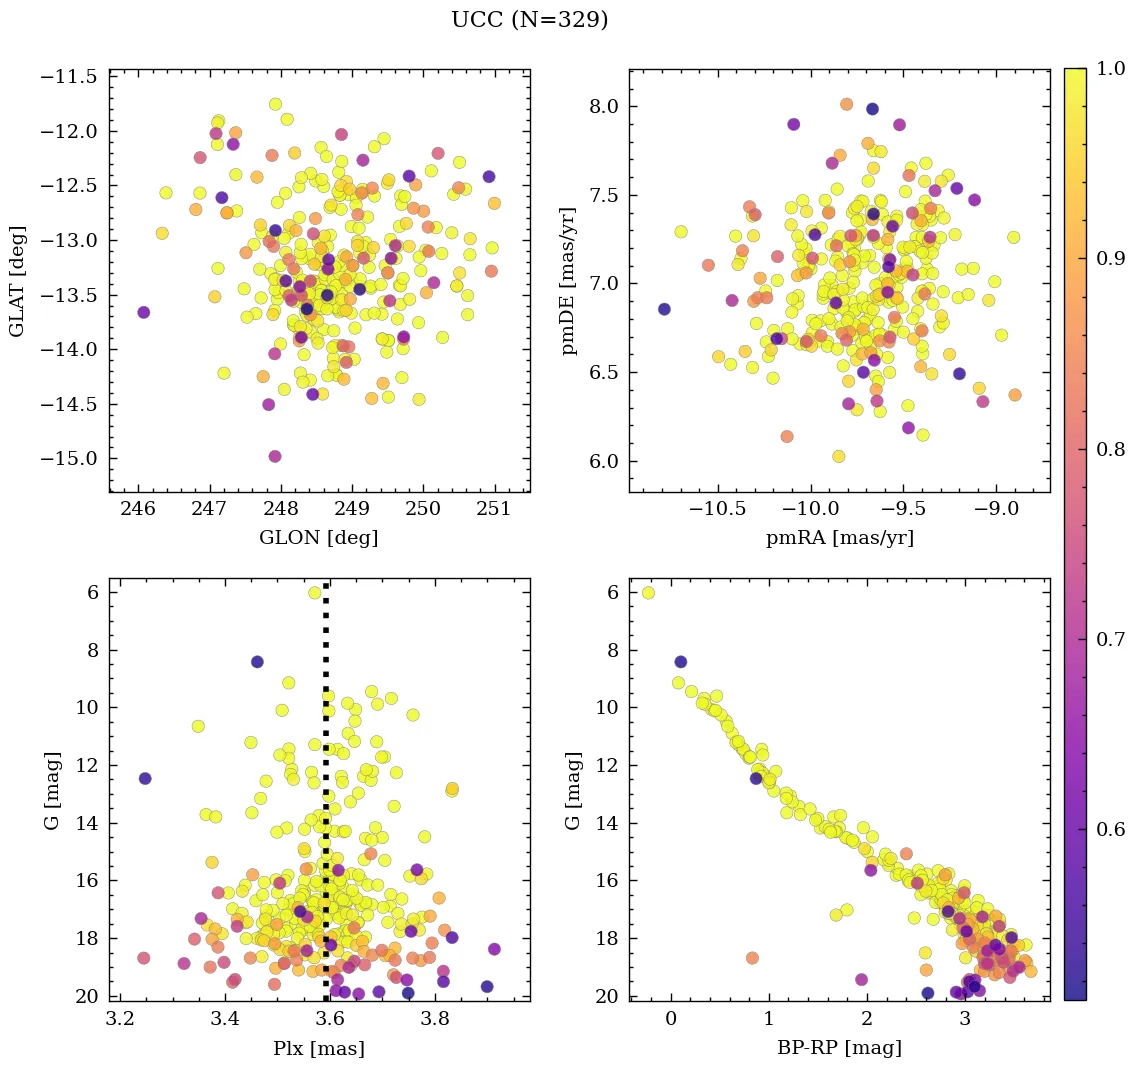 UCC (N=329)
−11.5
−12.0
−12.5
−13.0
−13.5
−14.0
−14.5
−15.0
GLAT [deg]
246 247 248 249 250 251
GLON [deg]
8.0
7.5
7.0
6.5
6.0
pmDE [mas/yr]
−10.5 −10.0 −9.5 −9.0
pmRA [mas/yr]
6
8
10
12
14
16
18
20
G [mag]
3.2 3.4 3.6 3.8
Plx [mas]
6
8
10
12
14
16
18
20
G [mag]
0 1 2 3
BP-RP [mag]
1.0
0.9
0.8
0.7
0.6